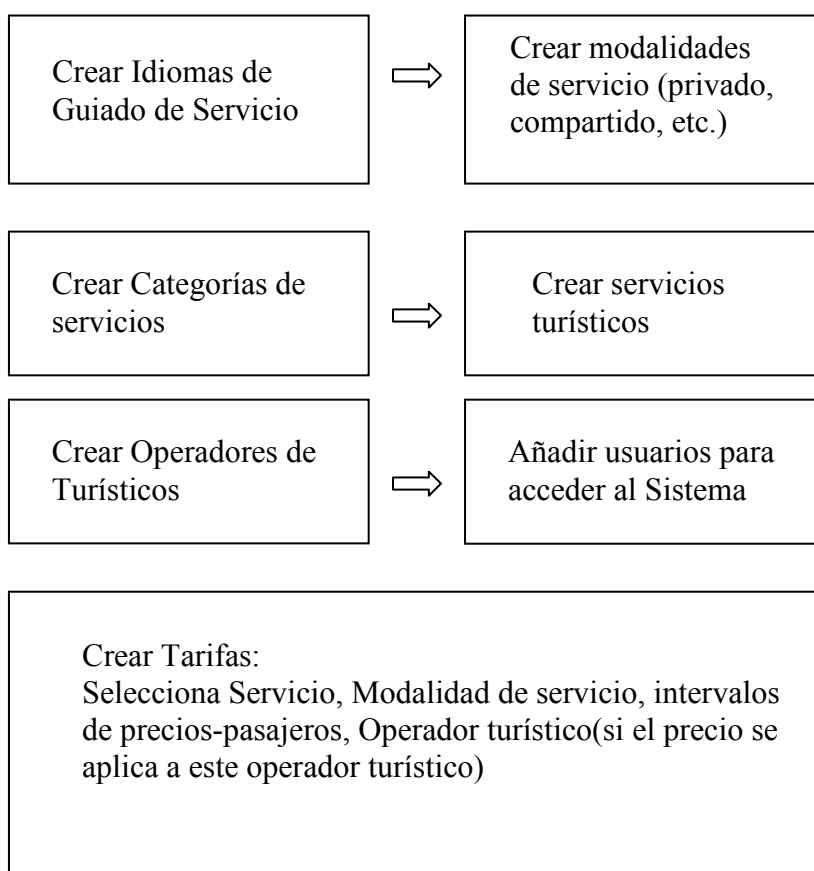 Crear Idiomas de
Guiado de Servicio
Crear modalidades
de servicio (privado,
compartido, etc.)
Crear Categorías de
servicios
Crear servicios
turísticos
Crear Operadores de
Turísticos
Añadir usuarios para
acceder al Sistema
Crear Tarifas:
Selecciona Servicio, Modalidad de servicio, intervalos
de precios-pasajeros, Operador turístico(si el precio se
aplica a este operador turístico)